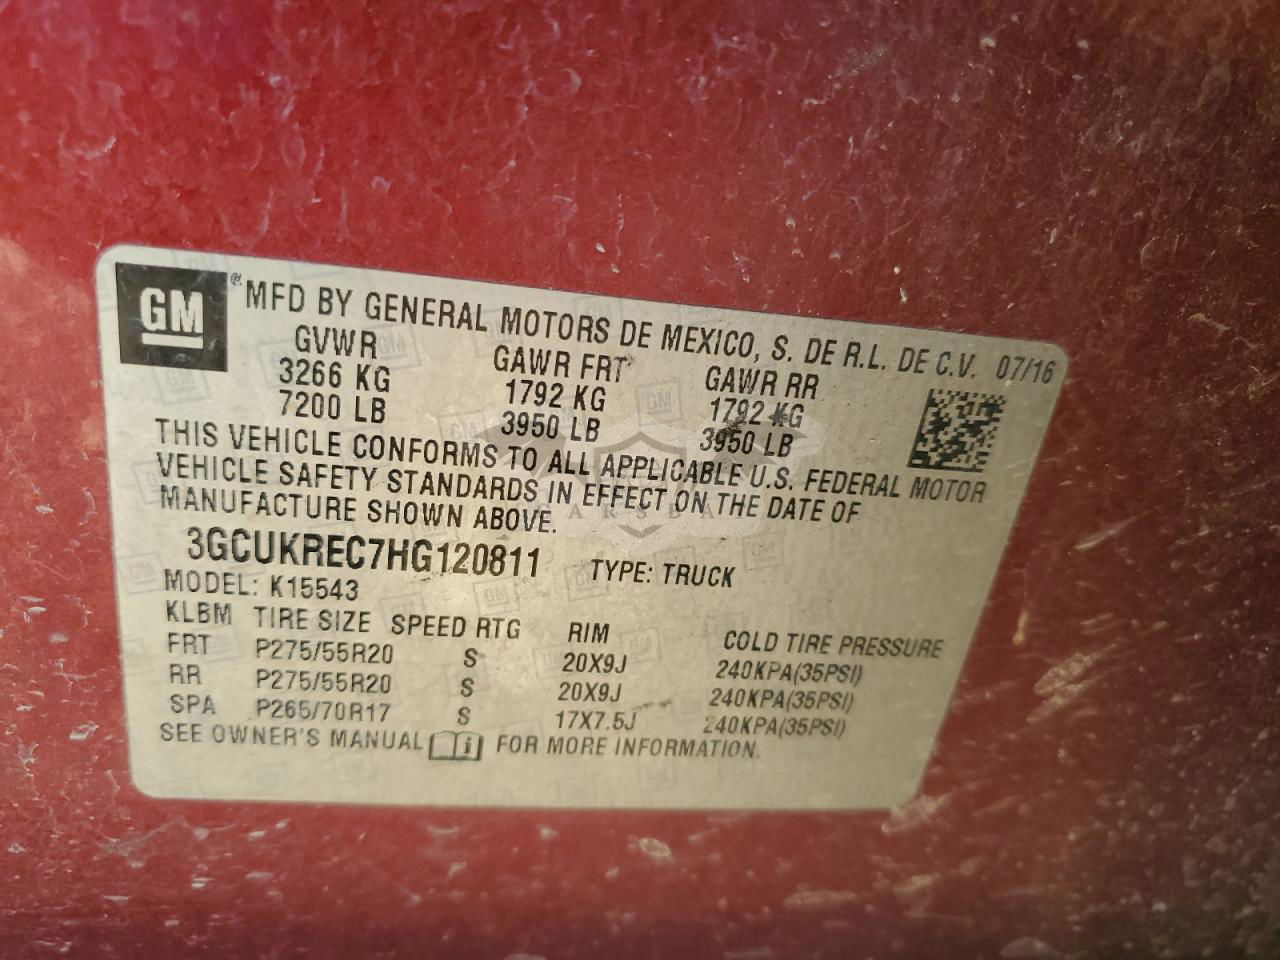 GM ® MFD BY GENERAL MOTORS DE MEXICO, S. DE R.L. DE C.V. 07/16
GVWR GAWR FRT GAWR RR
3266 KG 1792 KG 1792 KG
7200 LB 3950 LB 3950 LB
THIS VEHICLE CONFORMS TO ALL APPLICABLE U.S. FEDERAL MOTOR
VEHICLE SAFETY STANDARDS IN EFFECT ON THE DATE OF
MANUFACTURE SHOWN ABOVE.
3GCUKREC7HG120811 TYPE: TRUCK
MODEL: K15543
KLBM TIRE SIZE SPEED RTG RIM COLD TIRE PRESSURE
FRT P275/55R20 S 20X9J 240KPA(35PSI)
RR P275/55R20 S 20X9J 240KPA(35PSI)
SPA P265/70R17 S 17X7.5J 240KPA(35PSI)
SEE OWNER'S MANUAL FOR MORE INFORMATION.